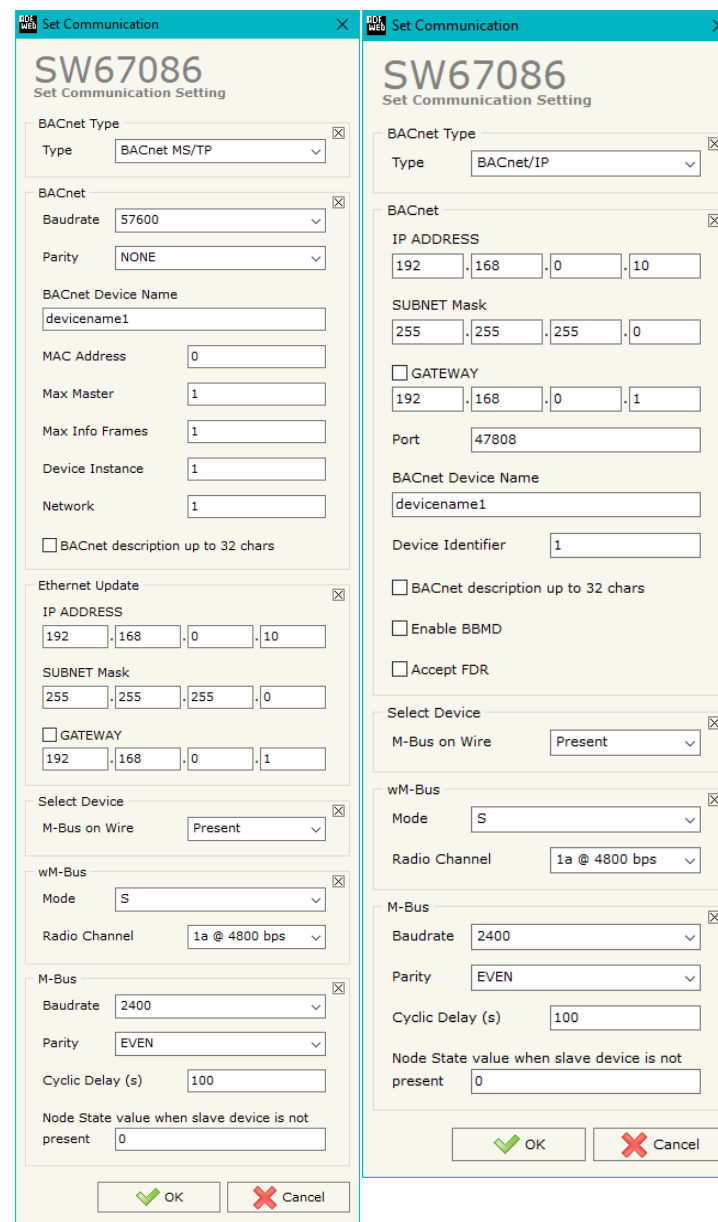 ADF WEB Set Communication
SW67086
Set Communication Setting
BACnet Type
Type BACnet MS/TP
BACnet
Baudrate 57600
Parity NONE
BACnet Device Name
devicename1
MAC Address 0
Max Master 1
Max Info Frames 1
Device Instance 1
Network 1
BACnet description up to 32 chars
Ethernet Update
IP ADDRESS
192 . 168 . 0 . 10
SUBNET Mask
255 . 255 . 255 . 0
GATEWAY
192 . 168 . 0 . 1
Select Device
M-Bus on Wire Present
wM-Bus
Mode S
Radio Channel 1a @ 4800 bps
M-Bus
Baudrate 2400
Parity EVEN
Cyclic Delay (s) 100
Node State value when slave device is not
present 0
OK Cancel
ADF WEB Set Communication
SW67086
Set Communication Setting
BACnet Type
Type BACnet/IP
BACnet
IP ADDRESS
192 . 168 . 0 . 10
SUBNET Mask
255 . 255 . 255 . 0
GATEWAY
192 . 168 . 0 . 1
Port 47808
BACnet Device Name
devicename1
Device Identifier 1
BACnet description up to 32 chars
Enable BBMD
Accept FDR
Select Device
M-Bus on Wire Present
wM-Bus
Mode S
Radio Channel 1a @ 4800 bps
M-Bus
Baudrate 2400
Parity EVEN
Cyclic Delay (s) 100
Node State value when slave device is not
present 0
OK Cancel